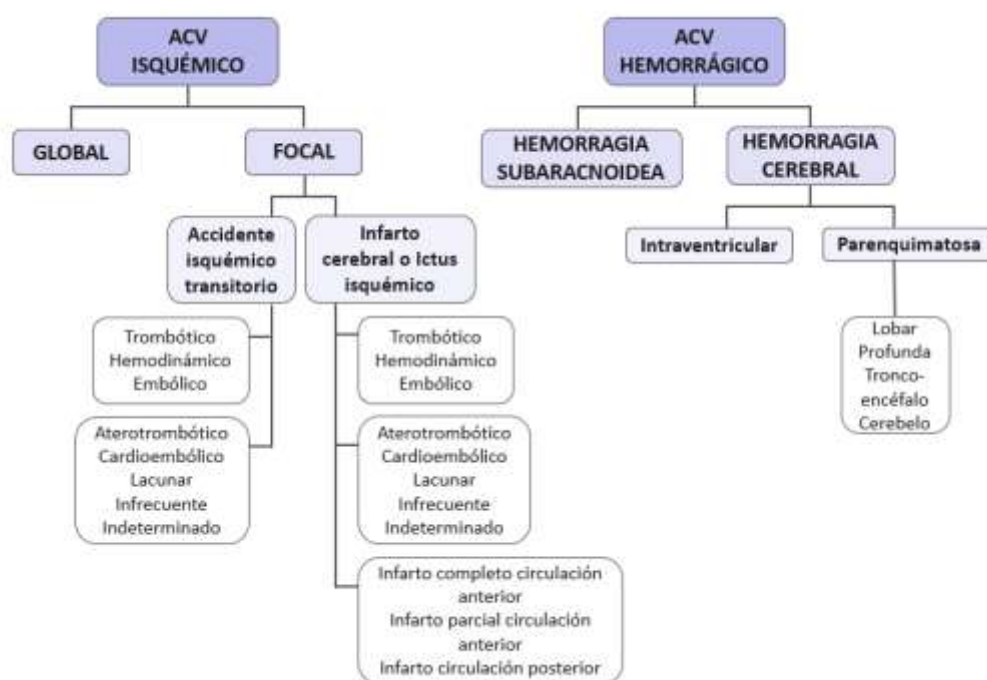 ACV
ISQUÉMICO
GLOBAL
FOCAL
Accidente
isquémico
transitorio
Trombótico
Hemodinámico
Embólico
Aterotrombótico
Cardioembólico
Lacunar
Infrecuente
Indeterminado
Infarto
cerebral o Ictus
isquémico
Trombótico
Hemodinámico
Embólico
Aterotrombótico
Cardioembólico
Lacunar
Infrecuente
Indeterminado
Infarto completo circulación
anterior
Infarto parcial circulación
anterior
Infarto circulación posterior
ACV
HEMORRÁGICO
HEMORRAGIA
SUBARACNOIDEA
HEMORRAGIA
CEREBRAL
Intraventricular
Parenquimatosa
Lobar
Profunda
Tronco-
encéfalo
Cerebelo